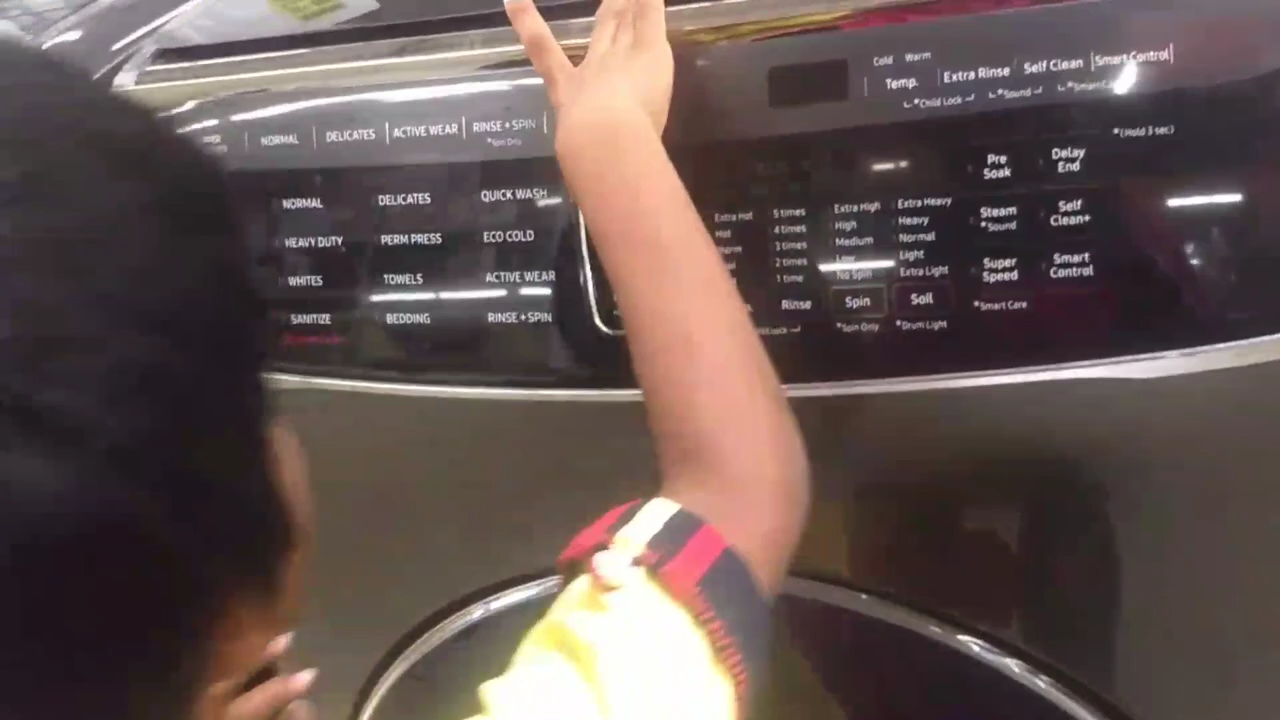 Cold Warm
Temp. Extra Rinse Self Clean Smart Control
*Child Lock *Sound
*(Hold 3 sec)
NORMAL DELICATES ACTIVE WEAR RINSE + SPIN
*Spin Only
Pre Soak
Delay End
NORMAL DELICATES QUICK WASH
HEAVY DUTY PERM PRESS ECO COLD
WHITES TOWELS ACTIVE WEAR
SANITIZE BEDDING RINSE + SPIN
Extra Hot 5 times Extra High Extra Heavy
Hot 4 times High Heavy
3 times Medium Normal
2 times Low Light
1 time No Spin Extra Light
Rinse Spin Soil
*Spin Only *Drum Light
Steam
*Sound
Self Clean+
Super Speed
Smart Control
*Smart Care